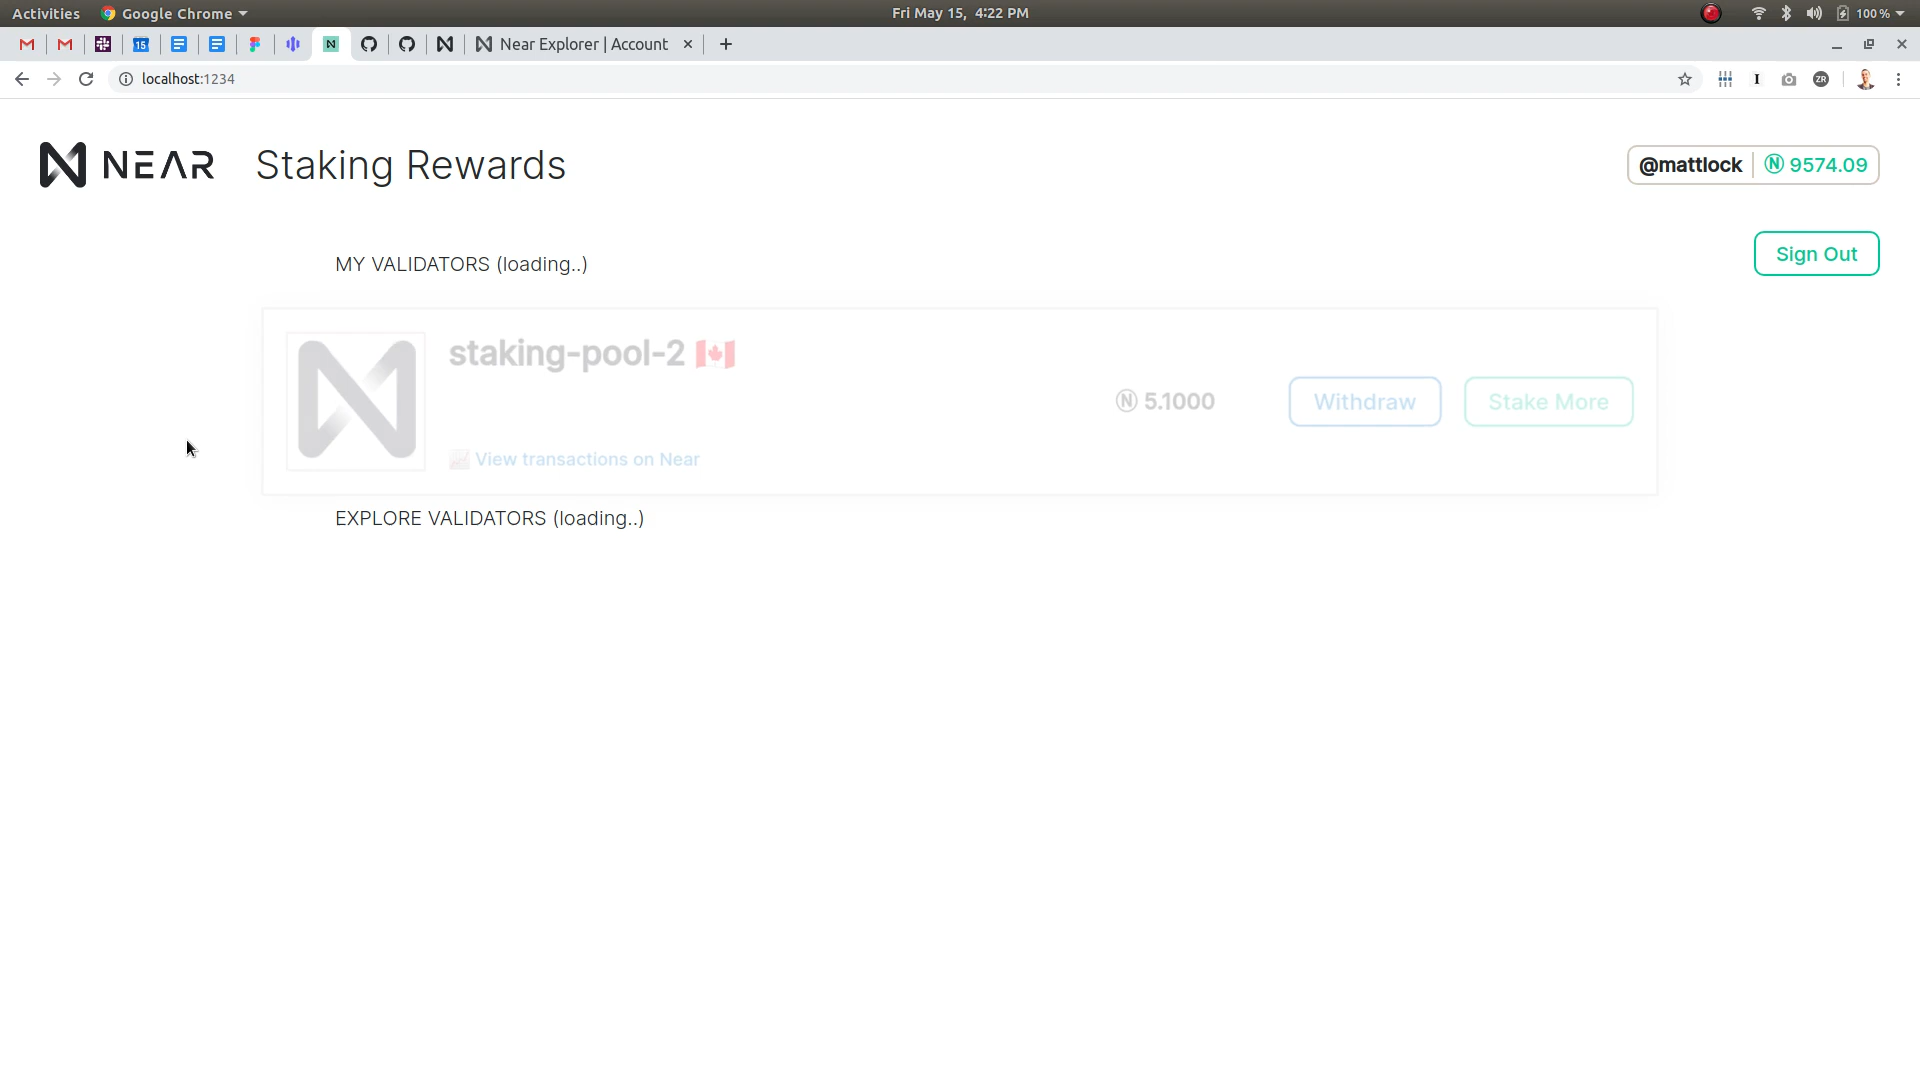 Activities Google Chrome Fri May 15, 4:22 PM 100 %
15 Near Explorer | Account
localhost:1234 I ZR
NEAR Staking Rewards @mattlock N 9574.09
Sign Out
MY VALIDATORS (loading..)
staking-pool-2
N 5.1000 Withdraw Stake More
View transactions on Near
EXPLORE VALIDATORS (loading..)